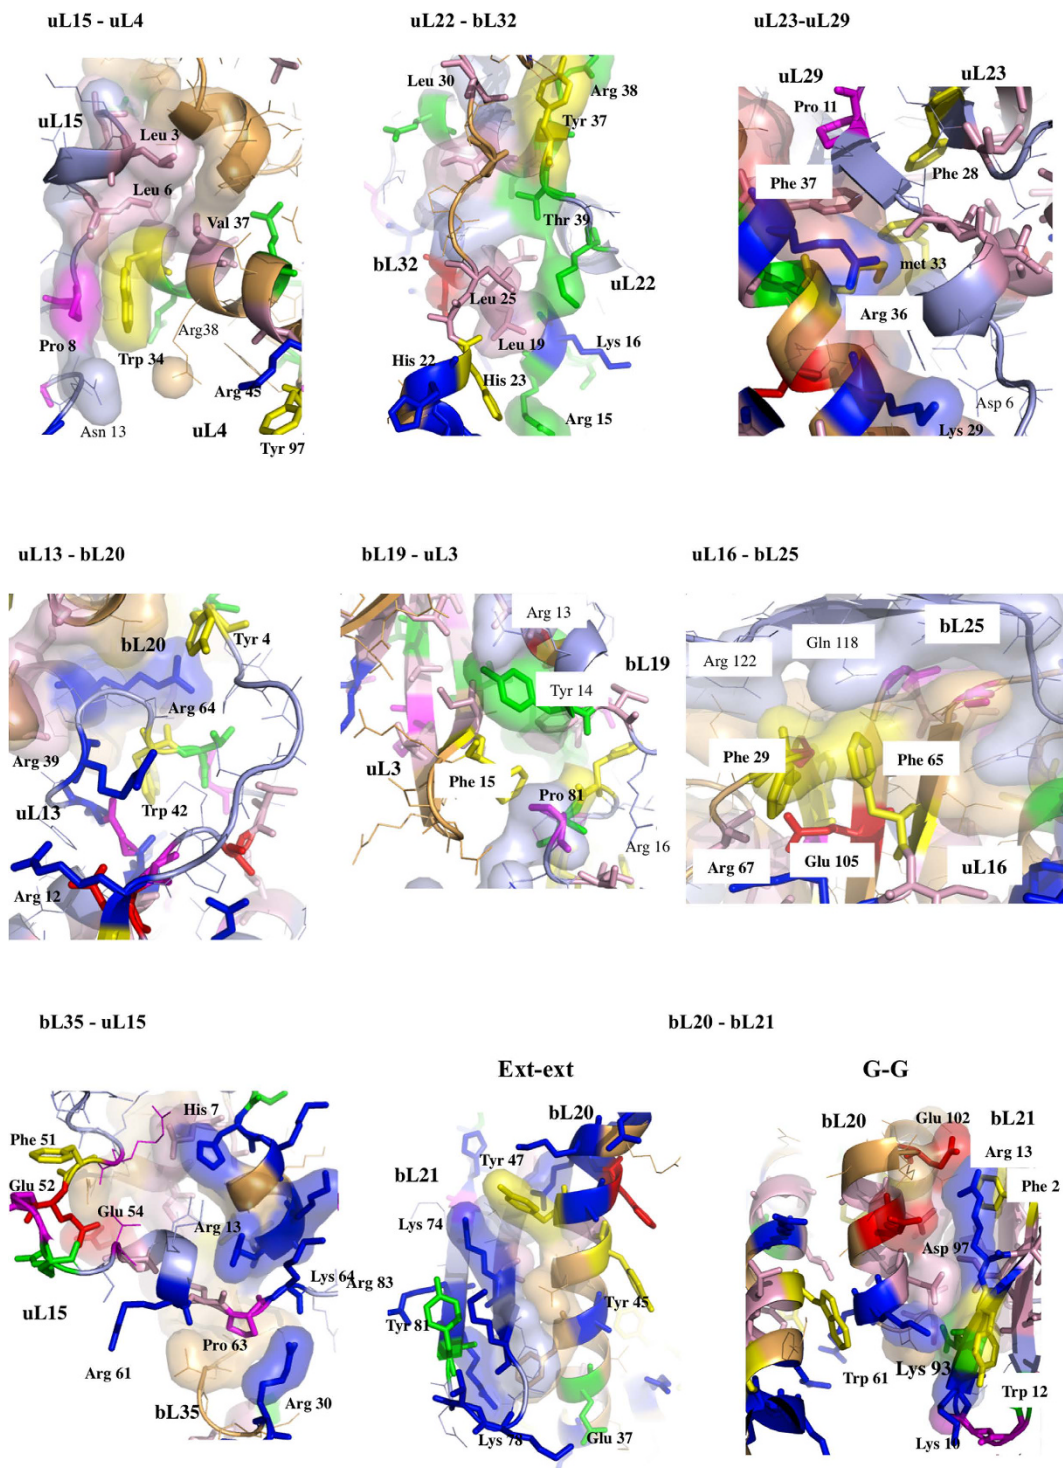 uL15 - uL4
uL22 - bL32
uL23-uL29
uL15
Leu 3
Leu 6
Val 37
Arg38
Pro 8
Trp 34
Arg 45
Asn 13
uL4
Tyr 97
Leu 30
Arg 38
Tyr 37
Thr 39
bL32
uL22
Leu 25
Leu 19
Lys 16
His 22
His 23
Arg 15
uL29
uL23
Pro 11
Phe 37
Phe 28
met 33
Arg 36
Asp 6
Lys 29
uL13 - bL20
bL19 - uL3
uL16 - bL25
bL20
Tyr 4
Arg 64
Arg 39
uL13
Trp 42
Arg 12
Arg 13
bL19
Tyr 14
uL3
Phe 15
Pro 81
Arg 16
bL25
Gln 118
Arg 122
Phe 29
Phe 65
Arg 67
Glu 105
uL16
bL35 - uL15
bL20 - bL21
Ext-ext
G-G
His 7
Phe 51
Glu 52
Glu 54
Arg 13
Lys 64
uL15
Pro 63
Arg 61
bL35
Arg 30
bL20
bL21
Tyr 47
Lys 74
Arg 83
Tyr 45
Tyr 81
Lys 78
Glu 37
bL20
Glu 102
bL21
Arg 13
Phe 2
Asp 97
Trp 61
Lys 93
Trp 12
Lys 10